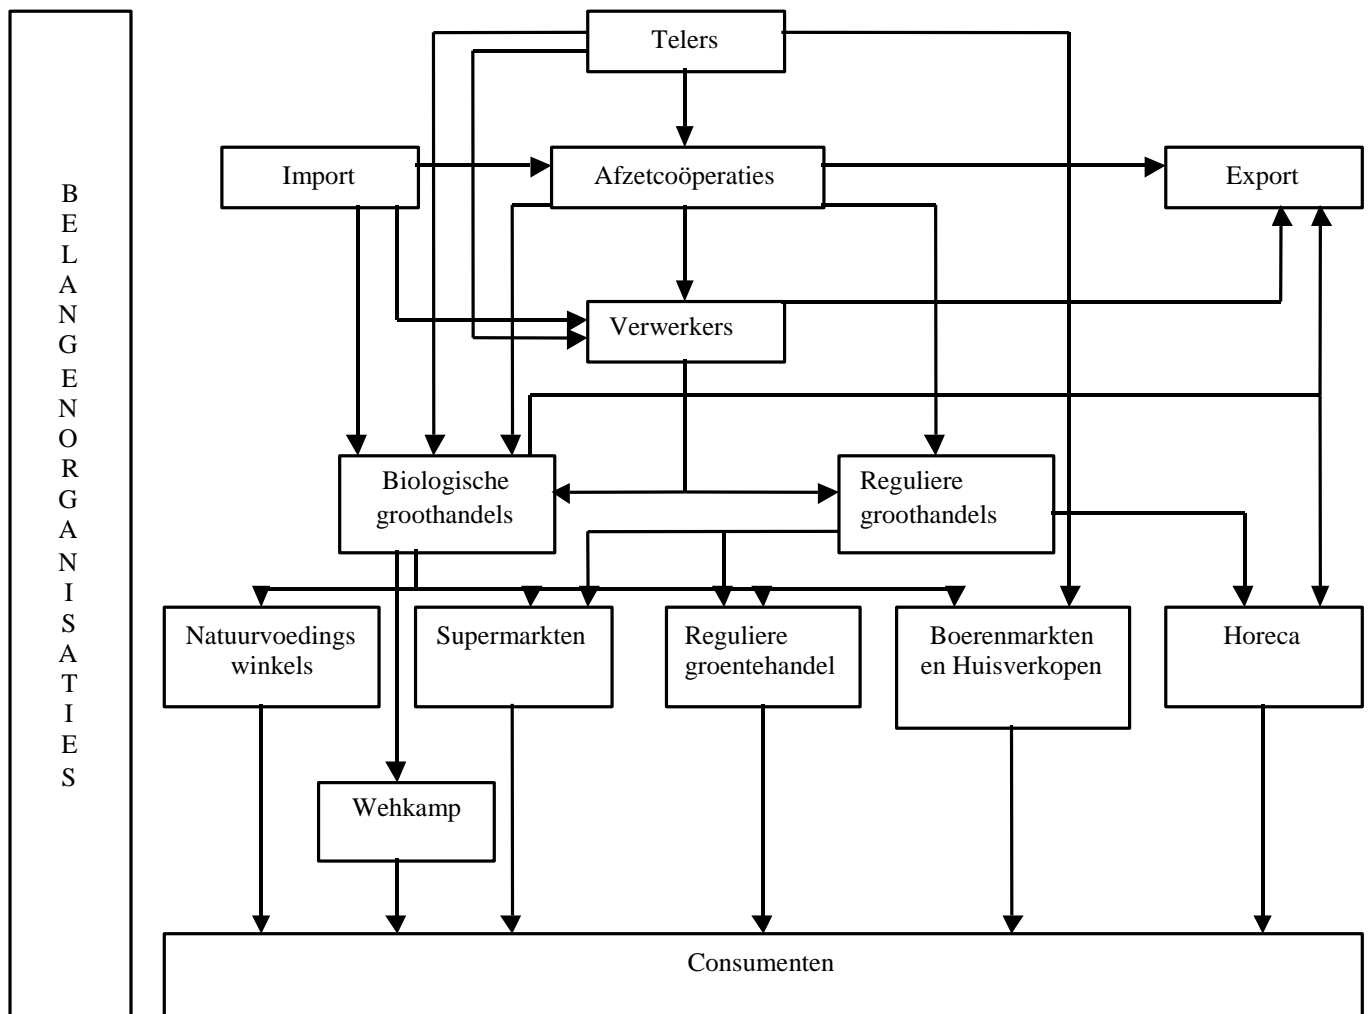 Telers
Import
Afzetcoöperaties
Export
B
E
L
A
N
G
E
N
O
R
G
A
N
I
S
A
T
I
E
S
Verwerkers
Biologische
groothandels
Reguliere
groothandels
Natuurvoedings
winkels
Supermarkten
Reguliere
groentehandel
Boerenmarkten
en Huisverkopen
Horeca
Wehkamp
Consumenten